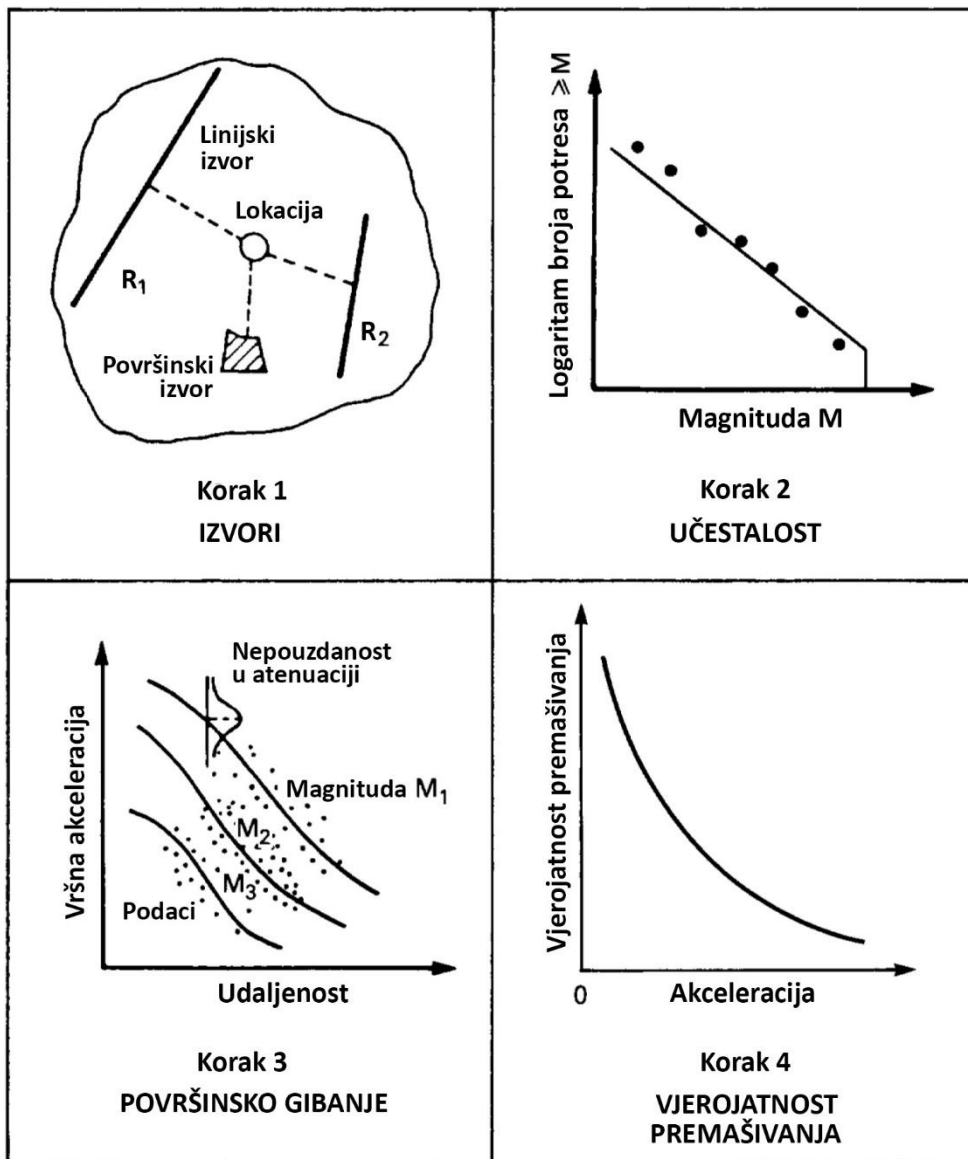 Linijski
izvor
Lokacija
R₁
R₂
Površinski
izvor
Korak 1
IZVORI
Logaritam broja potresa ⩾M
Magnituda M
Korak 2
UČESTALOST
Nepouzdanost
u atenuaciji
Vršna akceleracija
Magnituda M₁
M₂
M₃
Podaci
Udaljenost
Korak 3
POVRŠINSKO GIBANJE
Vjerojatnost premašivanja
0
Akceleracija
Korak 4
VJEROJATNOST
PREMAŠIVANJA